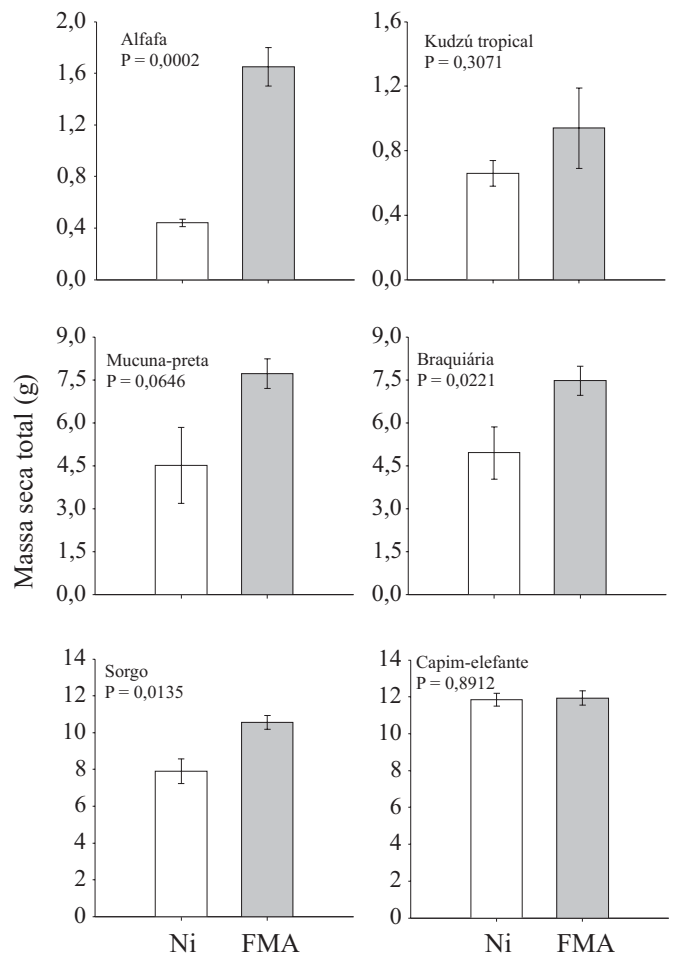 Massa seca total (g)
2,0
1,6
1,2
0,8
0,4
0,0
Alfafa
P = 0,0002
1,6
1,2
0,8
0,4
0,0
Kudzú tropical
P = 0,3071
9,0
7,5
6,0
4,5
3,0
1,5
0,0
Mucuna-preta
P = 0,0646
9,0
7,5
6,0
4,5
3,0
1,5
0,0
Braquiária
P = 0,0221
14
12
10
8
6
4
2
0
Sorgo
P = 0,0135
Ni FMA
14
12
10
8
6
4
2
0
Capim-elefante
P = 0,8912
Ni FMA